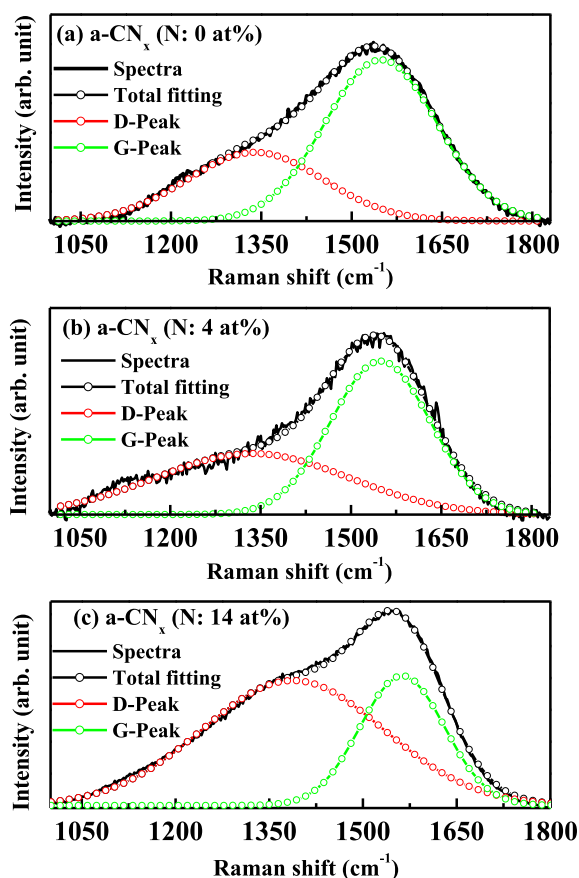 (a) a-CNx (N: 0 at%)
Spectra
Total fitting
D-Peak
G-Peak
Intensity (arb. unit)
1050 1200 1350 1500 1650 1800
Raman shift (cm-1)
(b) a-CNx (N: 4 at%)
Spectra
Total fitting
D-Peak
G-Peak
Intensity (arb. unit)
1050 1200 1350 1500 1650 1800
Raman shift (cm-1)
(c) a-CNx (N: 14 at%)
Spectra
Total fitting
D-Peak
G-Peak
Intensity (arb. unit)
1050 1200 1350 1500 1650 1800
Raman shift (cm-1)